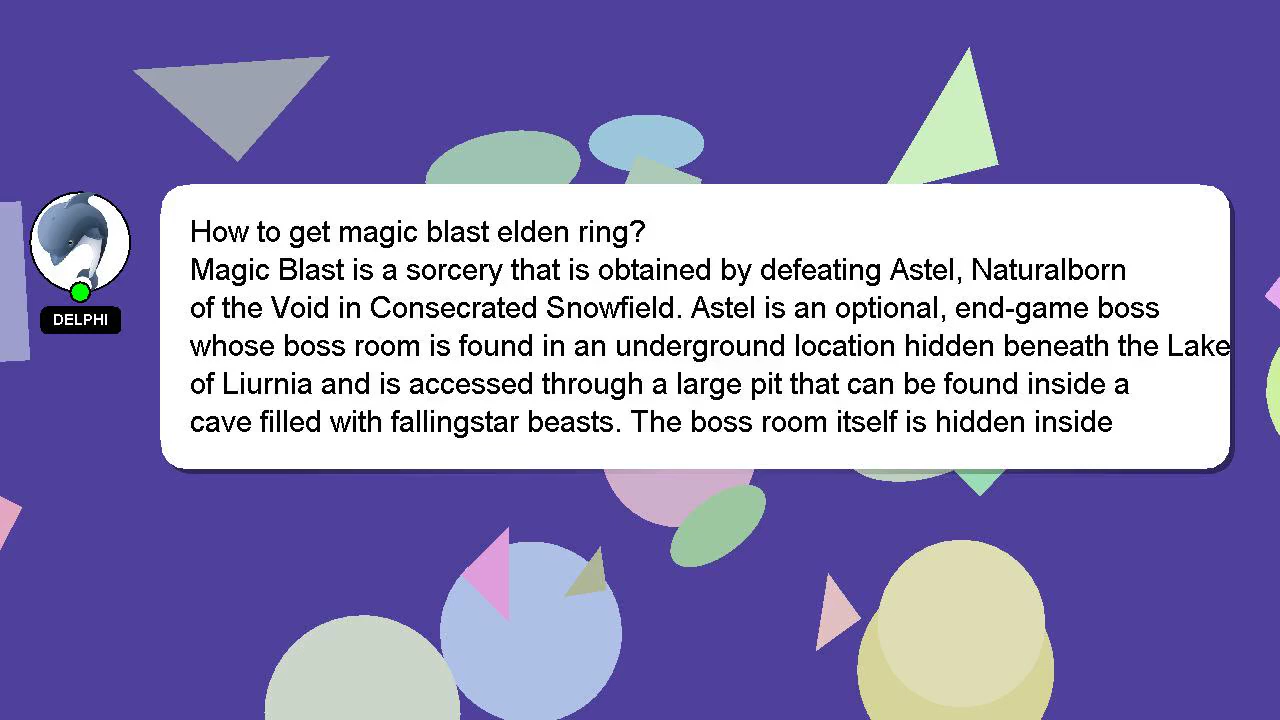 How to get magic blast elden ring?
Magic Blast is a sorcery that is obtained by defeating Astel, Naturalborn
of the Void in Consecrated Snowfield. Astel is an optional, end-game boss
whose boss room is found in an underground location hidden beneath the Lake
of Liurnia and is accessed through a large pit that can be found inside a
cave filled with fallingstar beasts. The boss room itself is hidden inside
DELPHI